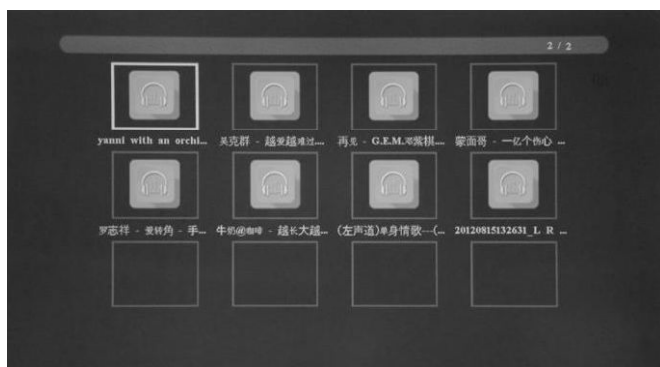 2 / 2
yanni with an orchi...
吴克群 - 越爱越难过....
再见 - G.E.M.邓紫棋....
蒙面哥 - 一亿个伤心 ...
罗志祥 - 爱转角 - 手...
牛奶@咖啡 - 越长大越...
(左声道)单身情歌---(...
20120815132631_L R ...